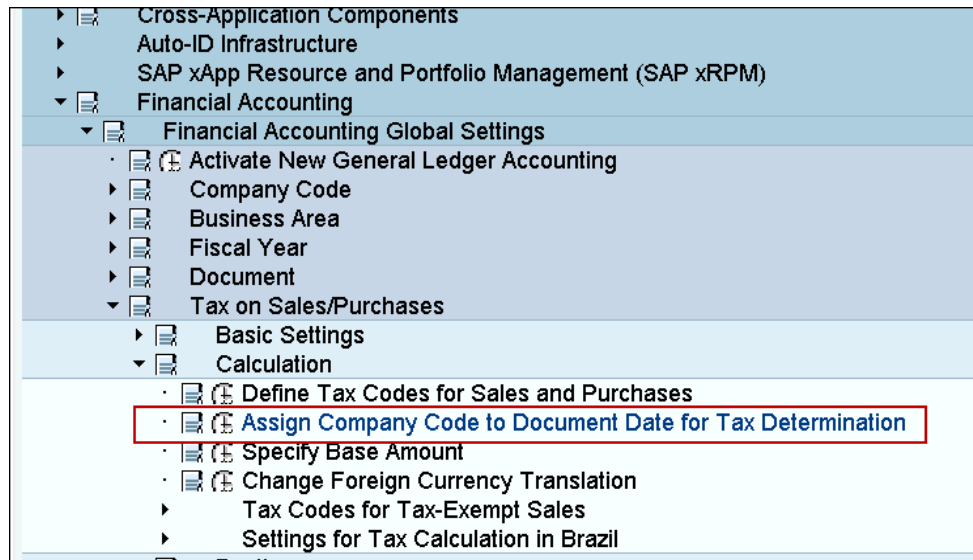 Cross-Application Components
Auto-ID Infrastructure
SAP xApp Resource and Portfolio Management (SAP xRPM)
Financial Accounting
Financial Accounting Global Settings
Activate New General Ledger Accounting
Company Code
Business Area
Fiscal Year
Document
Tax on Sales/Purchases
Basic Settings
Calculation
Define Tax Codes for Sales and Purchases
Assign Company Code to Document Date for Tax Determination
Specify Base Amount
Change Foreign Currency Translation
Tax Codes for Tax-Exempt Sales
Settings for Tax Calculation in Brazil